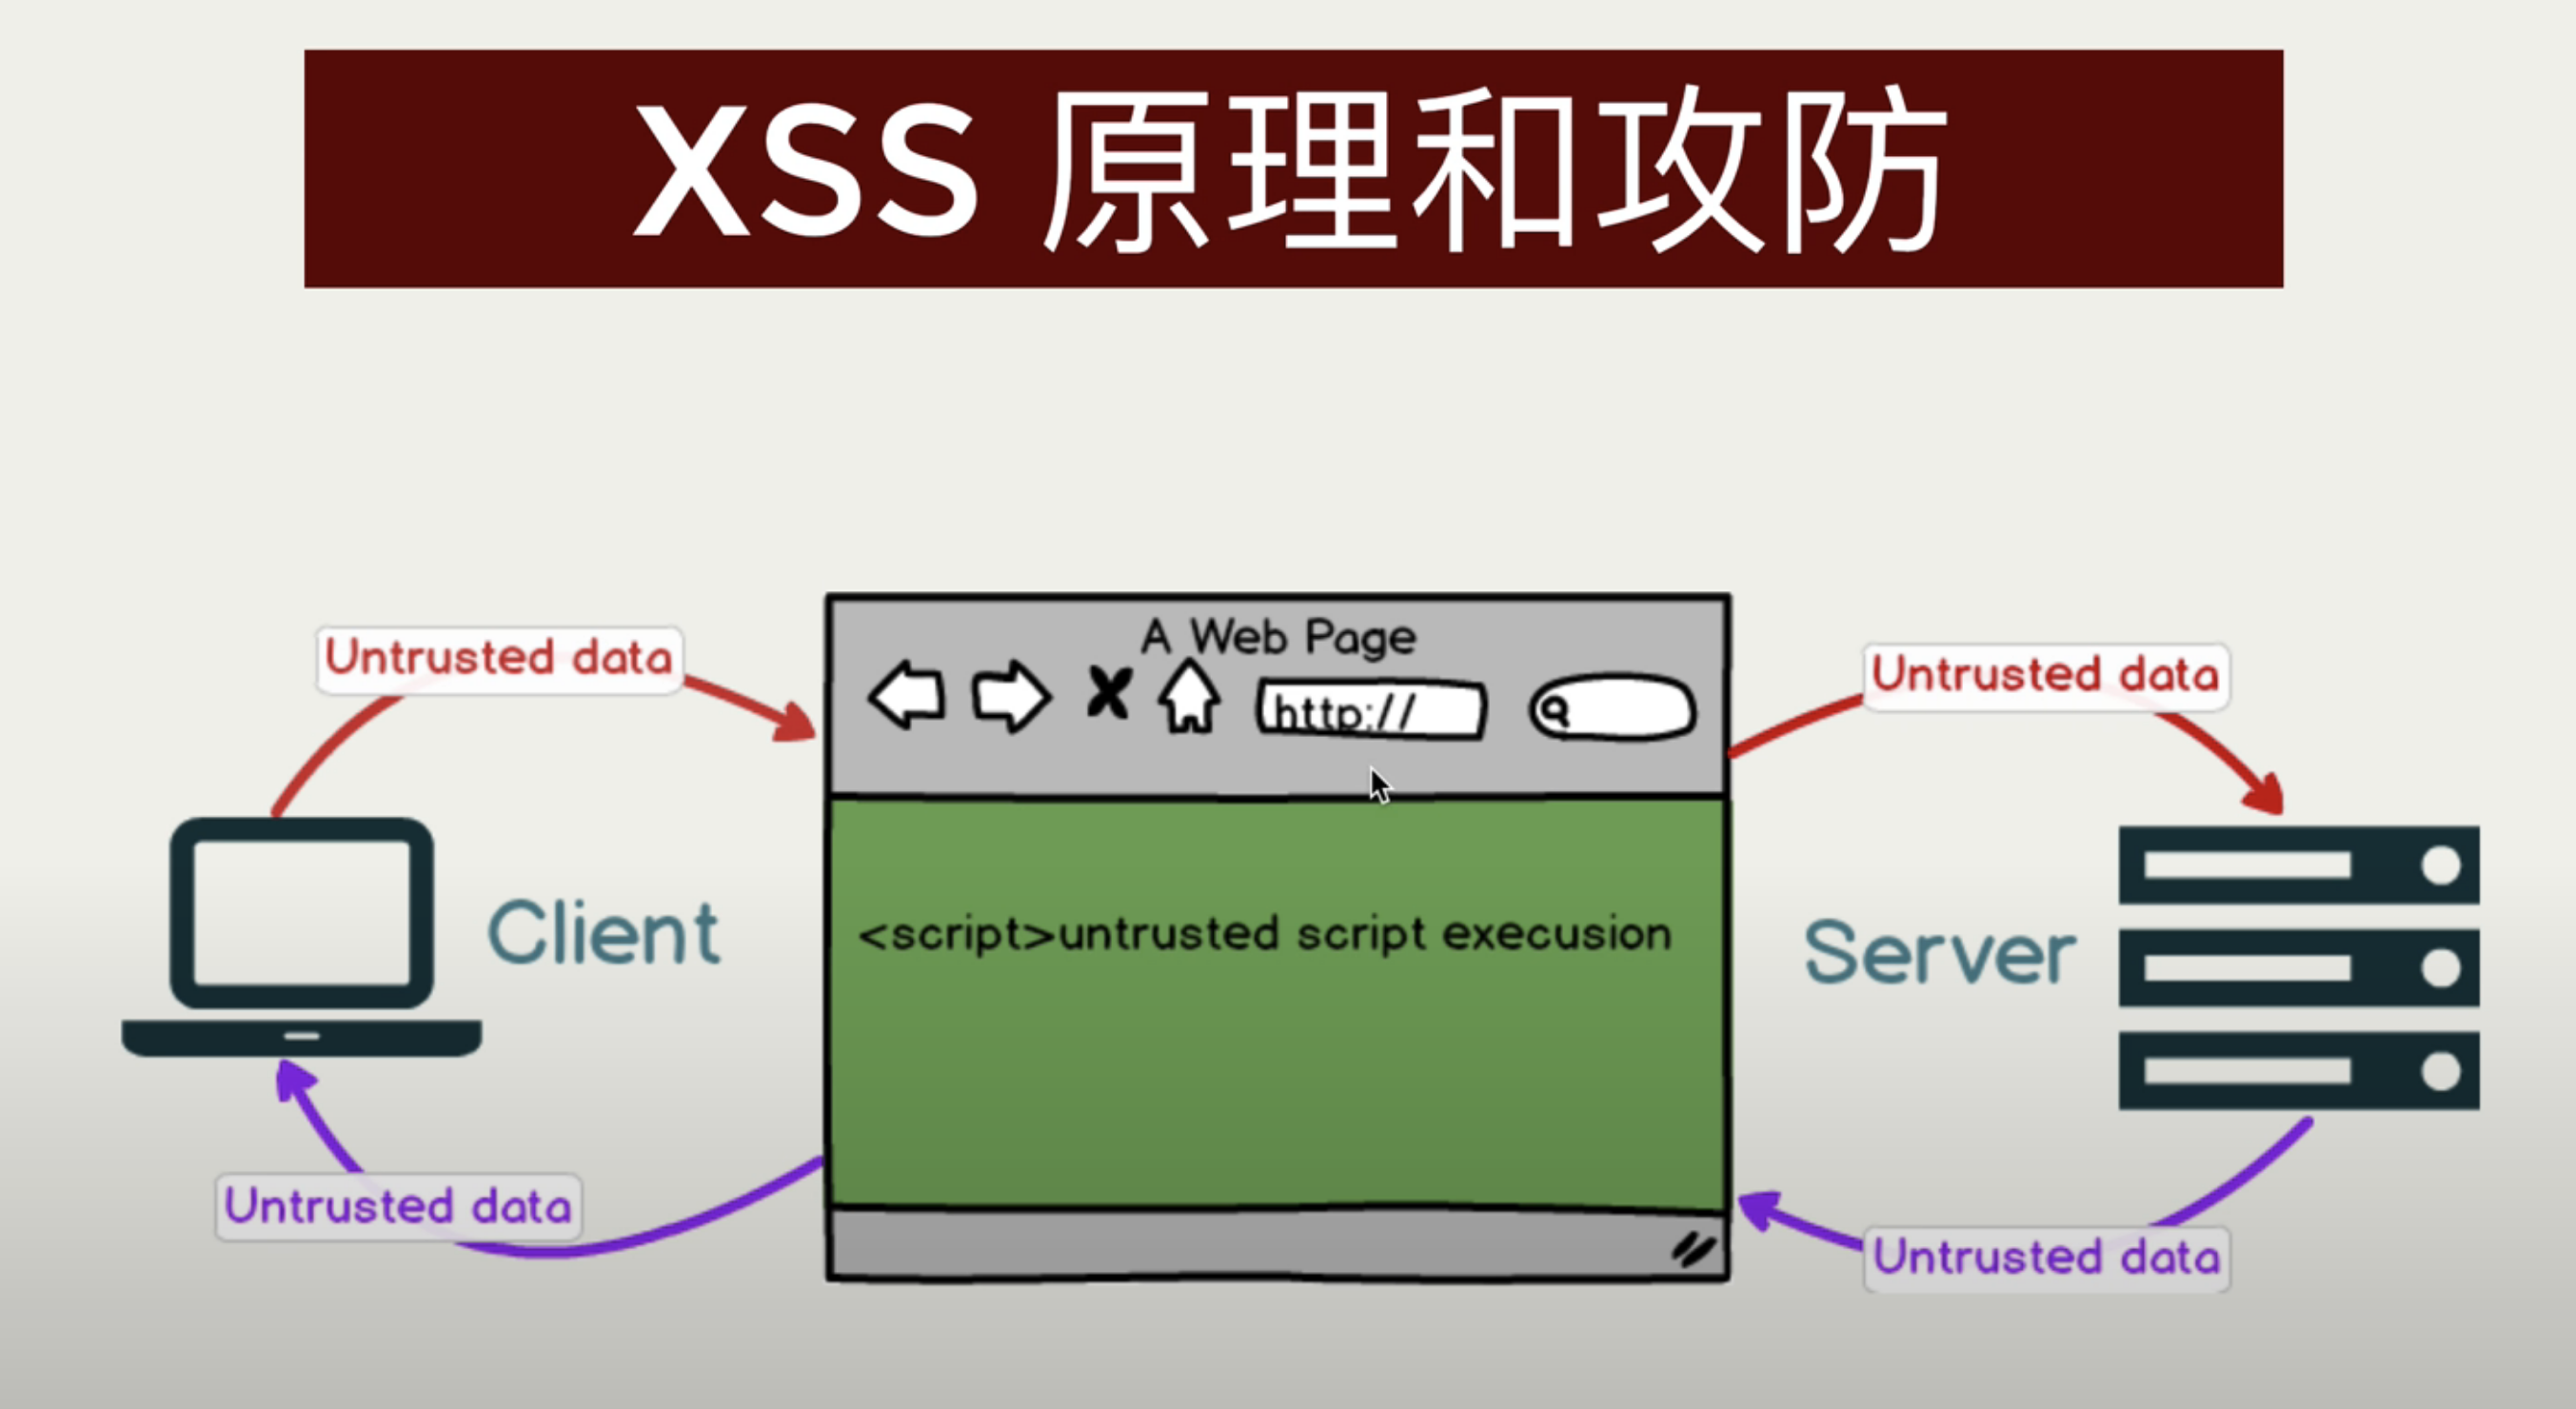 XSS 原理和攻防
Untrusted data
A Web Page
http://
Untrusted data
Client
<script>untrusted script execusion
Server
Untrusted data
Untrusted data